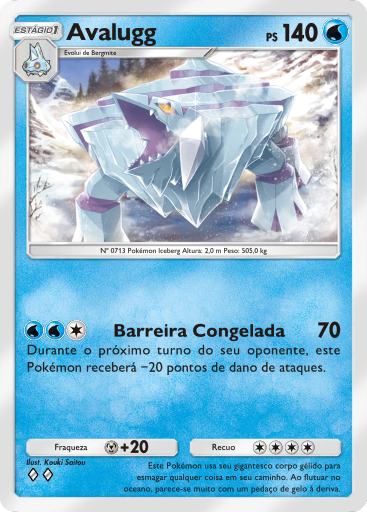 ESTÁGIO 1
Avalugg
PS 140
Evolui de Bergmite
Nº 0713 Pokémon Iceberg Altura: 2,0 m Peso: 505,0 kg
Barreira Congelada 70
Durante o próximo turno do seu oponente, este
Pokémon receberá −20 pontos de dano de ataques.
Fraqueza +20
Recuo
Ilust. Kouki Saitou
Este Pokémon usa seu gigantesco corpo gélido para
esmagar qualquer coisa em seu caminho. Ao flutuar no
oceano, parece-se muito com um pedaço de gelo à deriva.